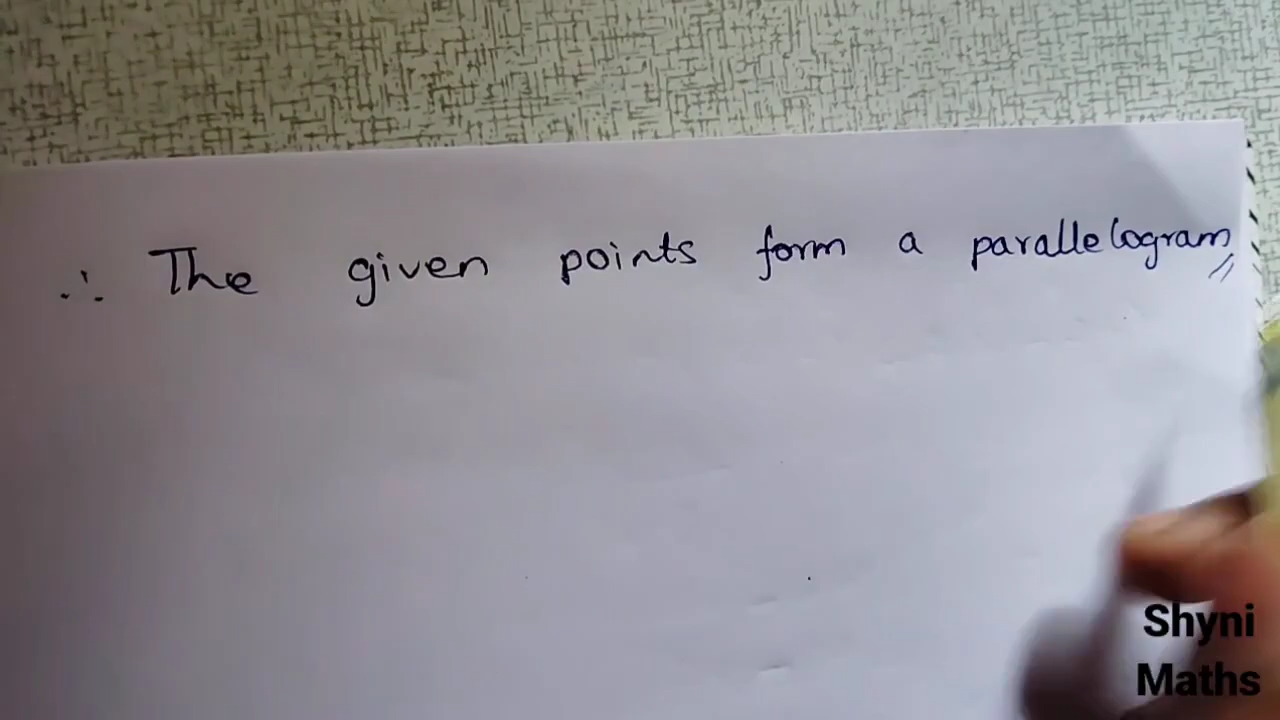 ∴ The given points form a parallelogram //
Shyni
Maths